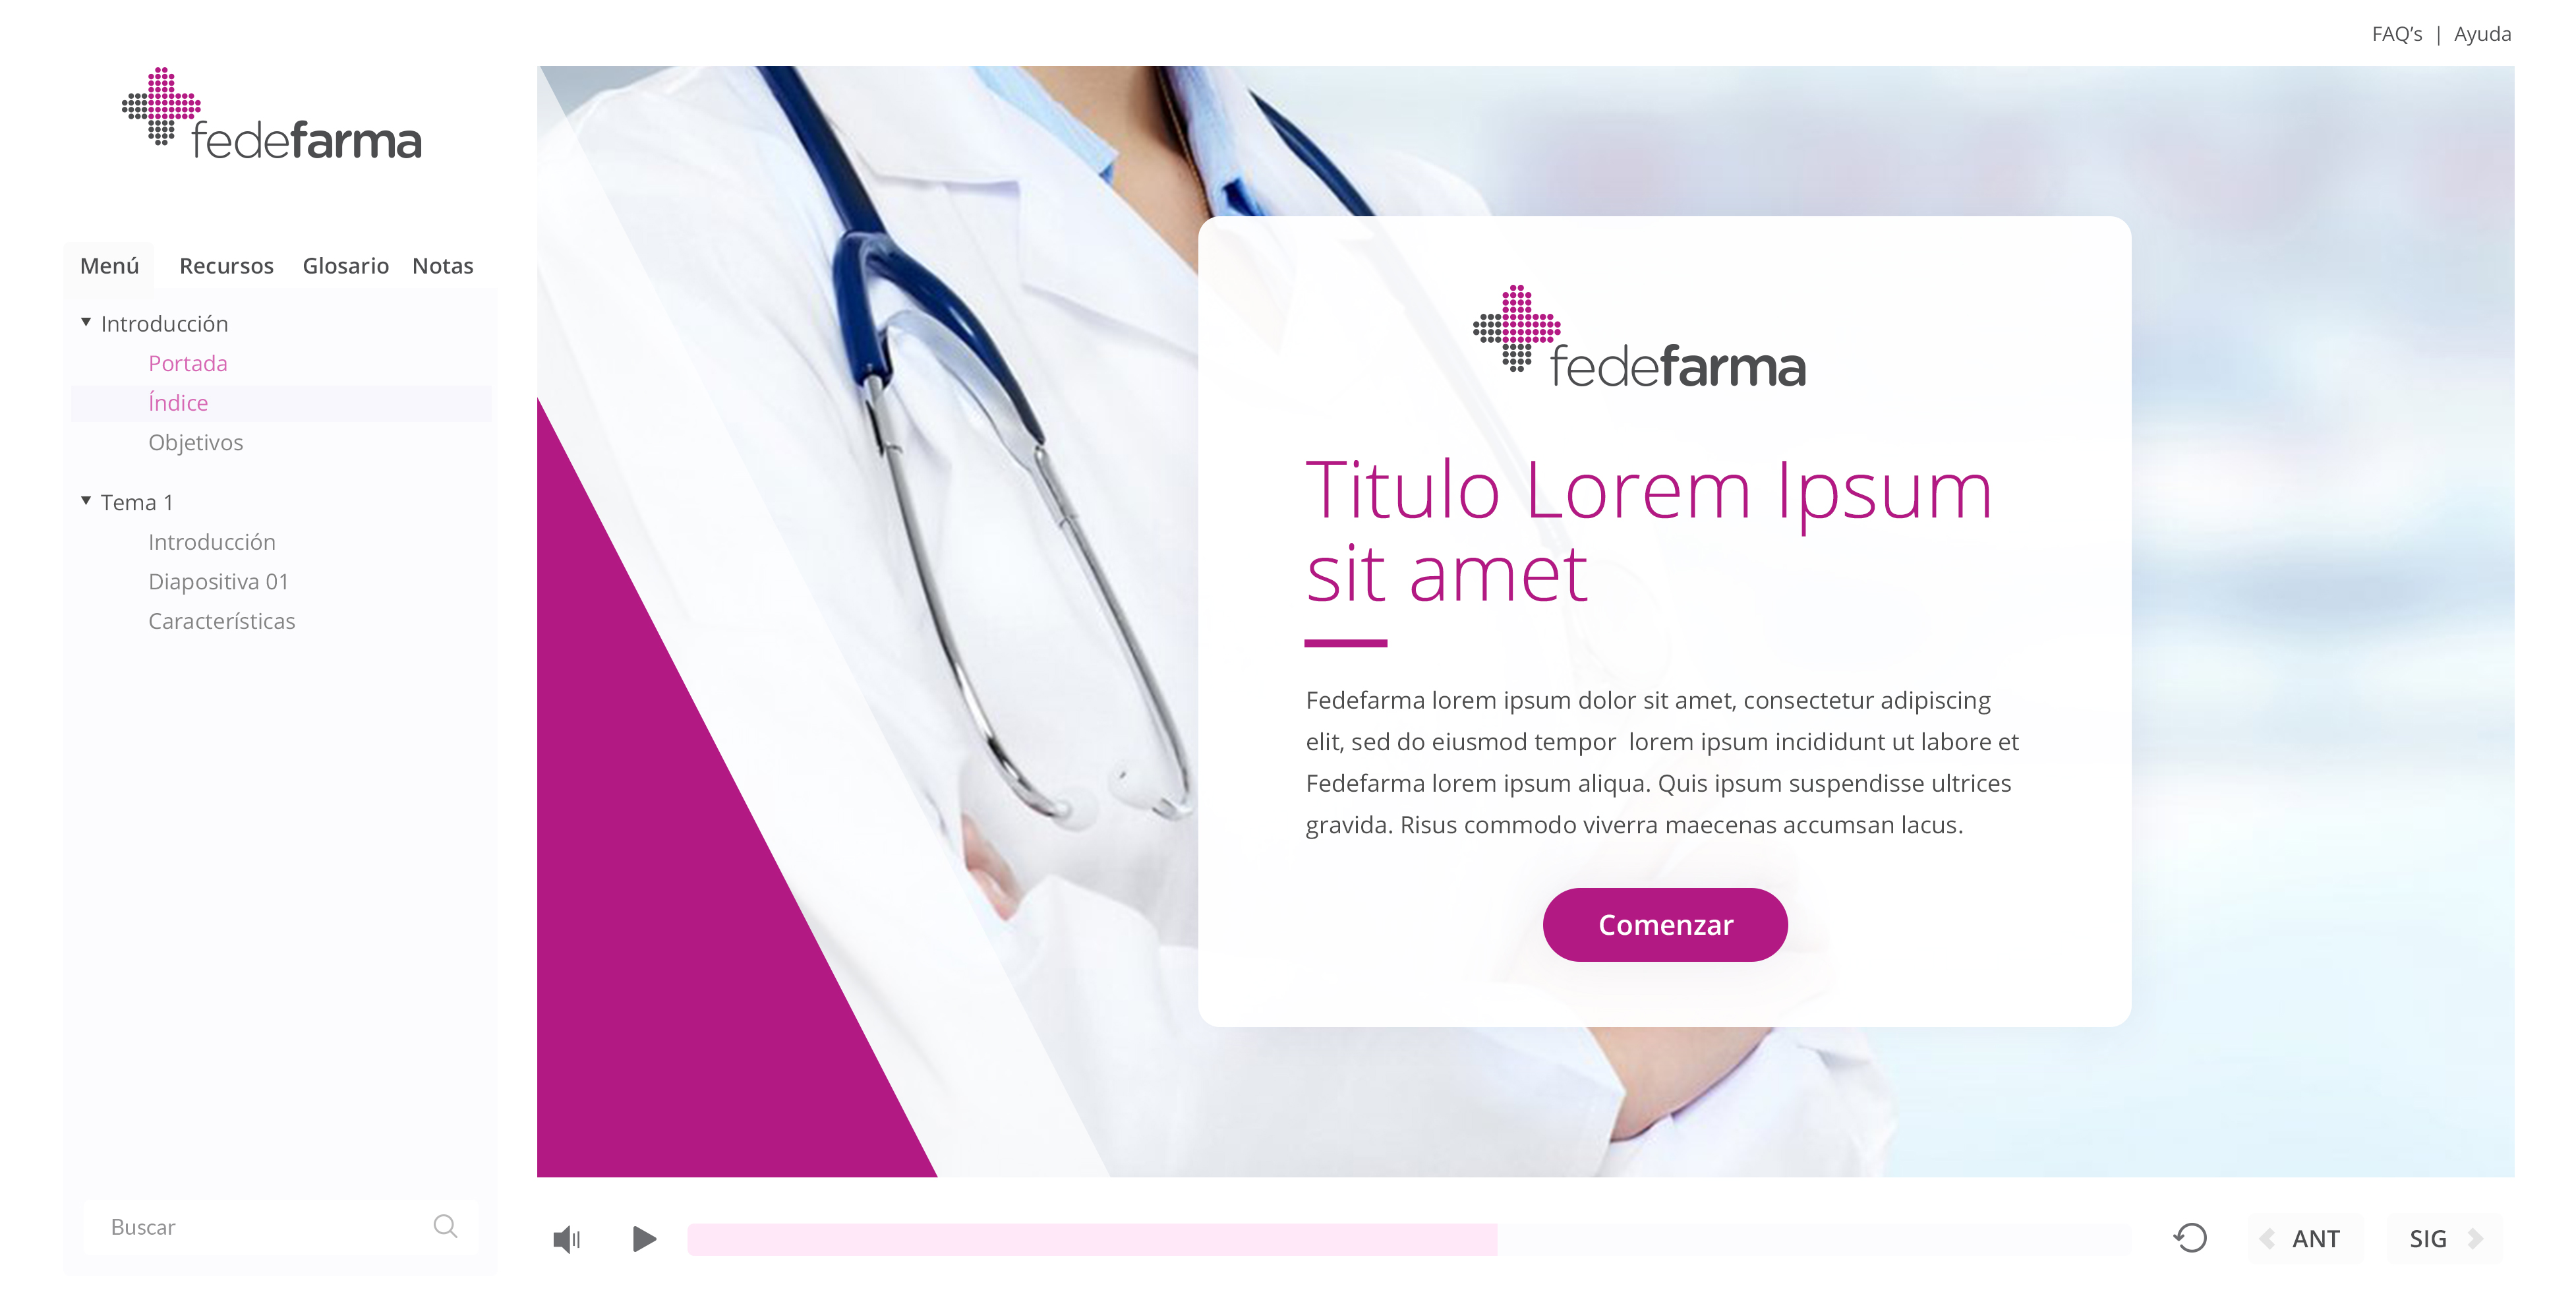 FAQ’s | Ayuda
fedefarma
Menú Recursos Glosario Notas
Introducción
Portada
Índice
Objetivos
Tema 1
Introducción
Diapositiva 01
Características
Buscar
fedefarma
Titulo Lorem Ipsum
sit amet
Fedefarma lorem ipsum dolor sit amet, consectetur adipiscing
elit, sed do eiusmod tempor  lorem ipsum incididunt ut labore et
Fedefarma lorem ipsum aliqua. Quis ipsum suspendisse ultrices
gravida. Risus commodo viverra maecenas accumsan lacus.
Comenzar
ANT SIG